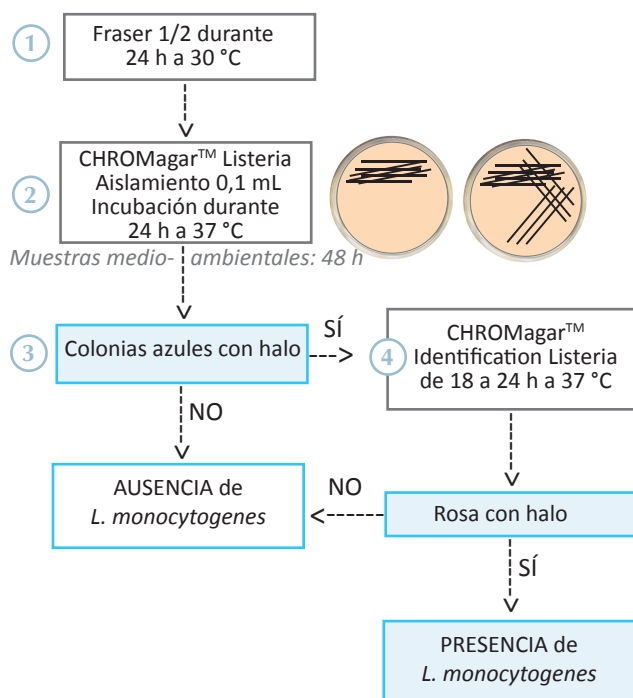 1
Fraser 1/2 durante
24 h a 30 °C
2
CHROMagar™ Listeria
Aislamiento 0,1 mL
Incubación durante
24 h a 37 °C
Muestras medio- ambientales: 48 h
3
Colonias azules con halo
SÍ
4
CHROMagar™
Identification Listeria
de 18 a 24 h a 37 °C
NO
AUSENCIA de
L. monocytogenes
NO
Rosa con halo
SÍ
PRESENCIA de
L. monocytogenes